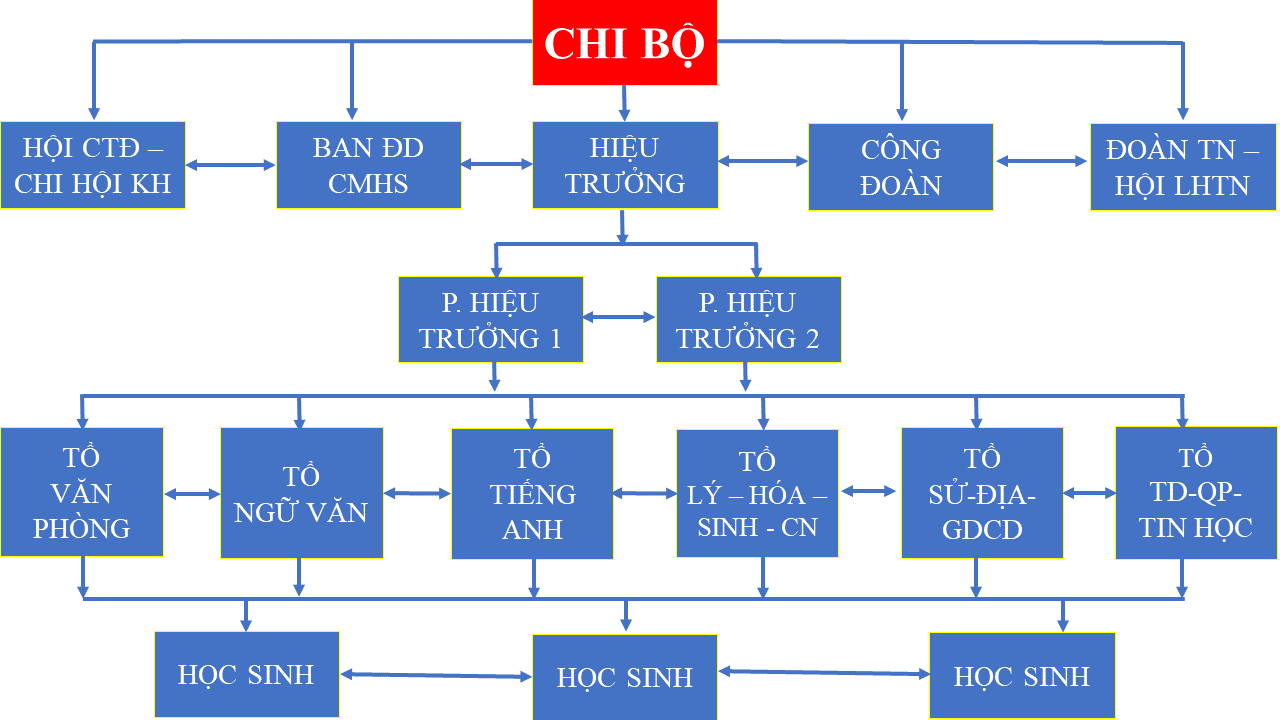 CHI BỘ
HỘI CTĐ –
CHI HỘI KH
BAN ĐD
CMHS
HIỆU
TRƯỞNG
CÔNG
ĐOÀN
ĐOÀN TN –
HỘI LHTN
P. HIỆU
TRƯỞNG 1
P. HIỆU
TRƯỞNG 2
TỔ
VĂN
PHÒNG
TỔ
NGỮ VĂN
TỔ
TIẾNG
ANH
TỔ
LÝ – HÓA –
SINH - CN
TỔ
SỬ-ĐỊA-
GDCD
TỔ
TD-QP-
TIN HỌC
HỌC SINH
HỌC SINH
HỌC SINH